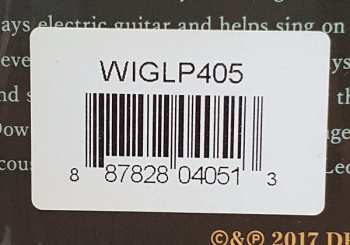 ays electric guitar and helps sing on
WIGLP405
8 87828 04051 3
©&℗ 2017